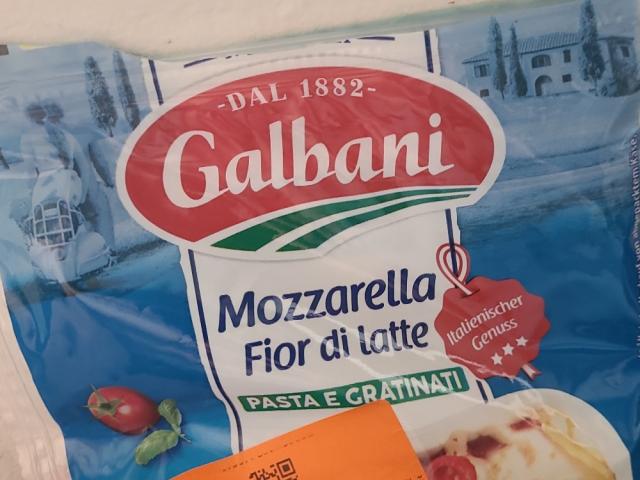 -DAL 1882-
Galbani
Mozzarella
Fior di latte
PASTA E GRATINATI
Italienischer
Genuss